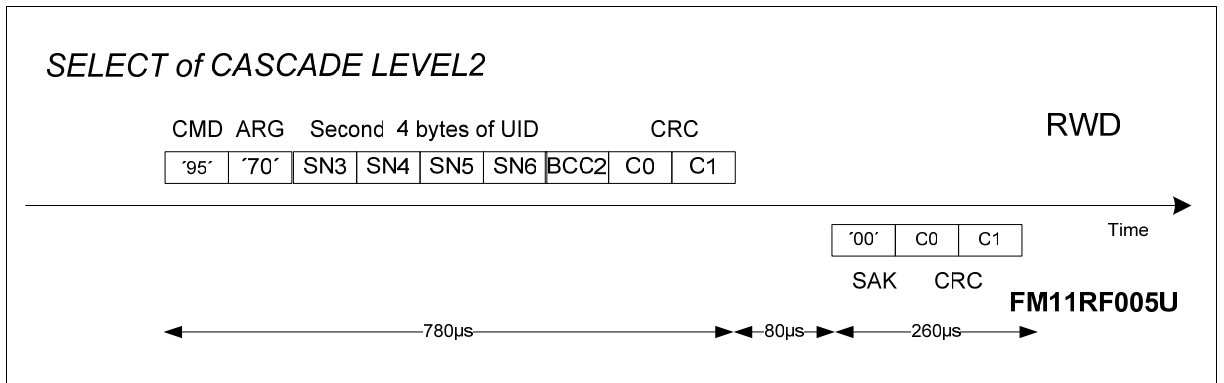 SELECT of CASCADE LEVEL2
CMD ARG Second 4 bytes of UID CRC
RWD
´95´ ´70´ SN3 SN4 SN5 SN6 BCC2 C0 C1
Time
´00´ C0 C1
SAK CRC
FM11RF005U
780µs 80µs 260µs